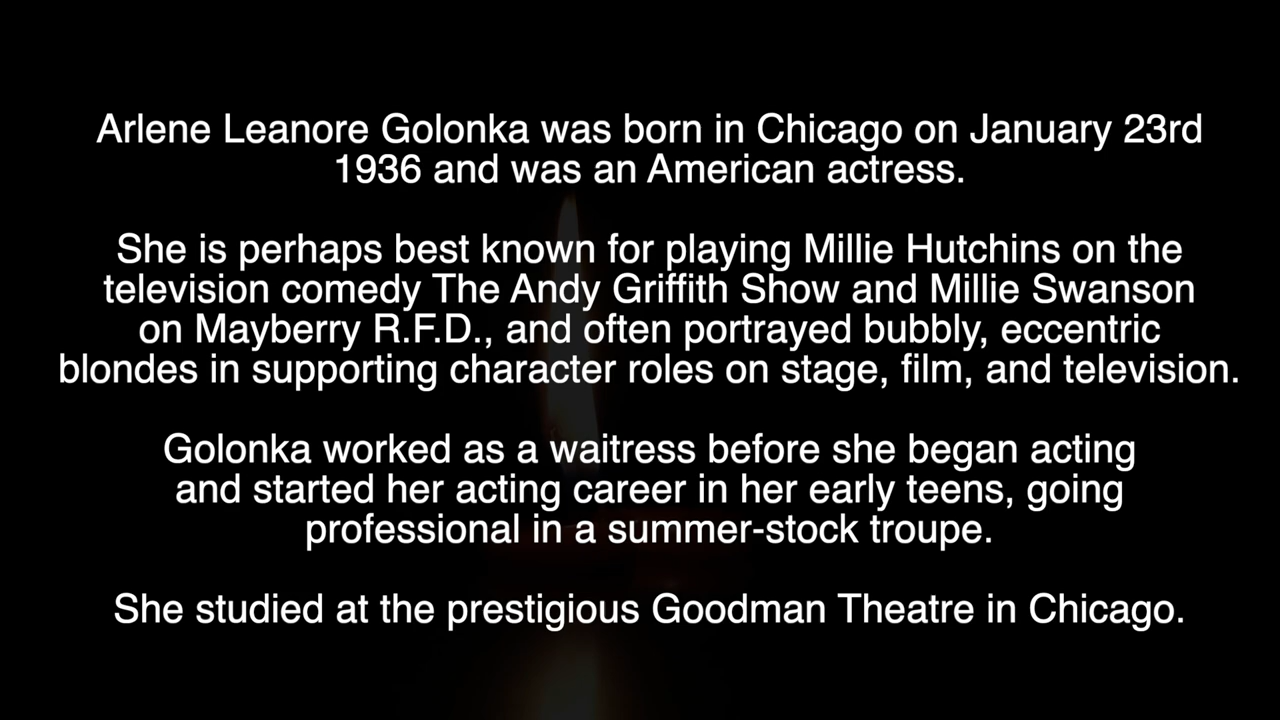 Arlene Leanore Golonka was born in Chicago on January 23rd
1936 and was an American actress.
She is perhaps best known for playing Millie Hutchins on the
television comedy The Andy Griffith Show and Millie Swanson
on Mayberry R.F.D., and often portrayed bubbly, eccentric
blondes in supporting character roles on stage, film, and television.
Golonka worked as a waitress before she began acting
and started her acting career in her early teens, going
professional in a summer-stock troupe.
She studied at the prestigious Goodman Theatre in Chicago.